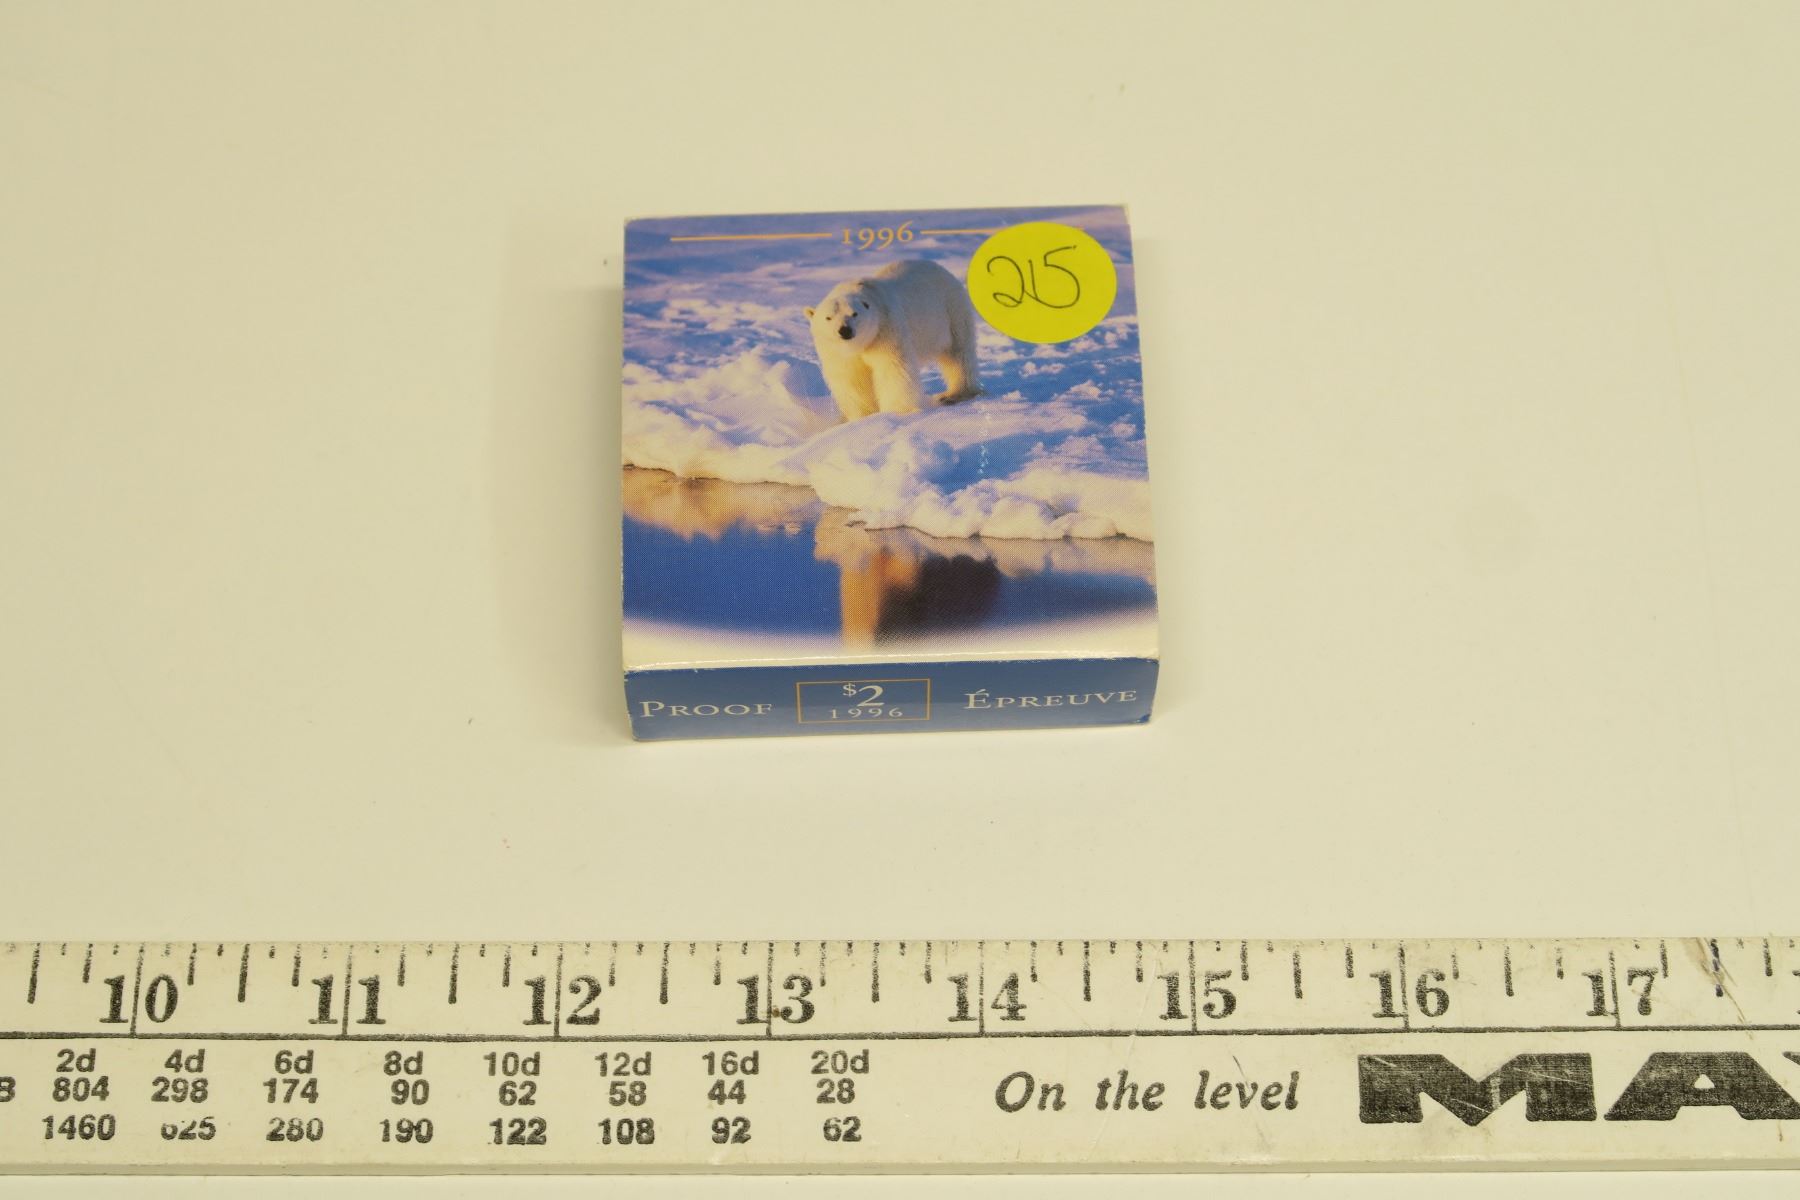 1996
215
PROOF $2 1996 ÉPREUVE
10 11 12 13 14 15 16 17
2d 4d 6d 8d 10d 12d 16d 20d
804 298 174 90 62 58 44 28
1460 625 280 190 122 108 92 62
On the level